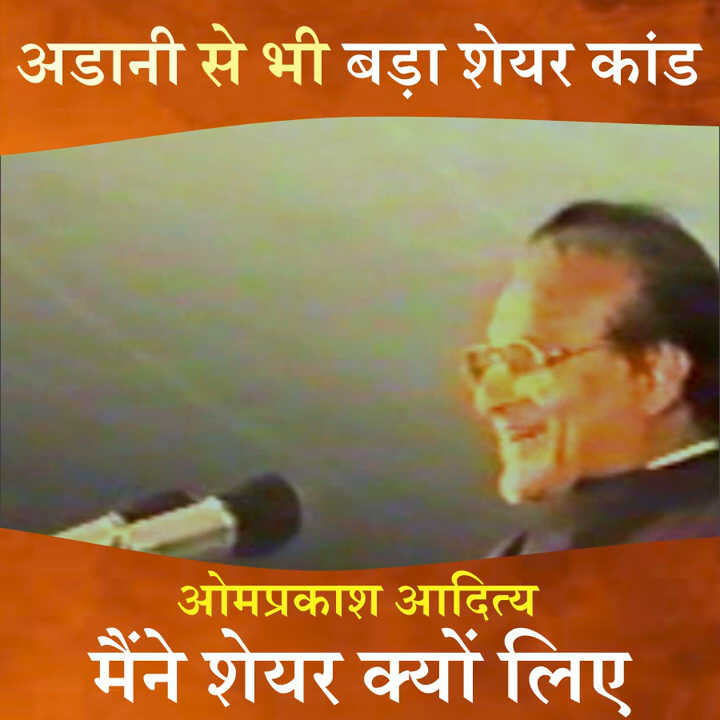 अडानी से भी बड़ा शेयर कांड
ओमप्रकाश आदित्य
मैंने शेयर क्यों लिए